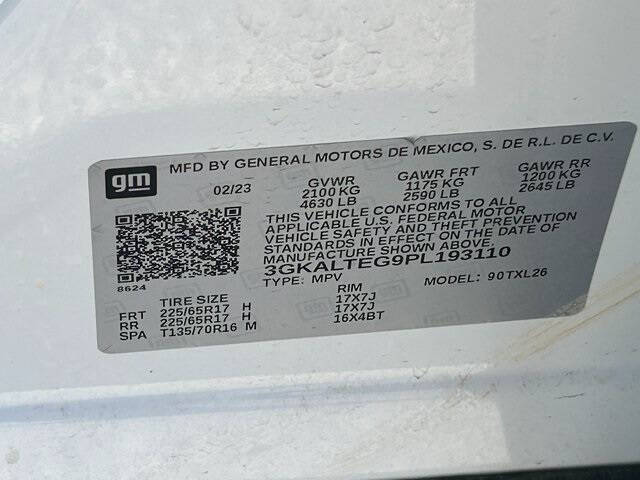 gm MFD BY GENERAL MOTORS DE MEXICO, S. DE R.L. DE C.V.
02/23 GVWR GAWR FRT GAWR RR
2100 KG 1175 KG 1200 KG
4630 LB 2590 LB 2645 LB
THIS VEHICLE CONFORMS TO ALL
APPLICABLE U.S. FEDERAL MOTOR
VEHICLE SAFETY AND THEFT PREVENTION
STANDARDS IN EFFECT ON THE DATE OF
MANUFACTURE SHOWN ABOVE.
3GKALTEG9PL193110
8624 TYPE: MPV MODEL: 90TXL26
TIRE SIZE RIM
FRT 225/65R17 H 17X7J
RR 225/65R17 H 17X7J
SPA T135/70R16 M 16X4BT